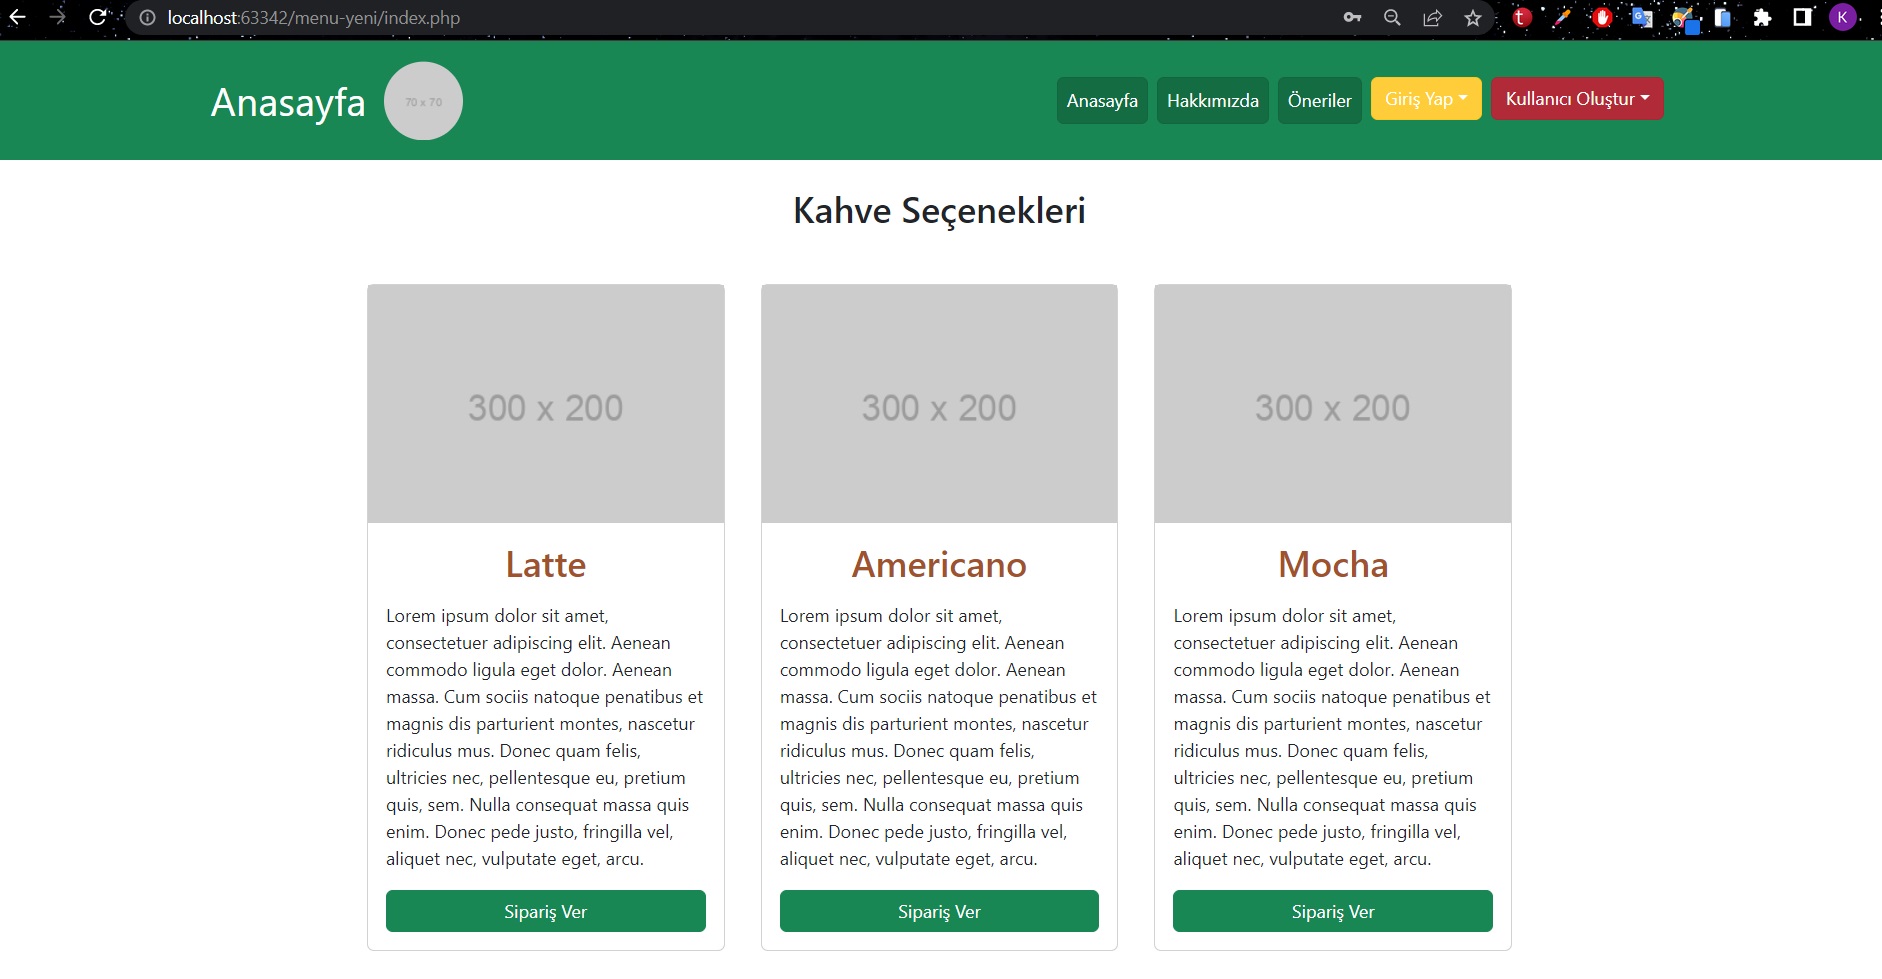 localhost:63342/menu-yeni/index.php
K
Anasayfa
70 x 70
Anasayfa
Hakkımızda
Öneriler
Giriş Yap
Kullanıcı Oluştur
Kahve Seçenekleri
300 x 200
300 x 200
300 x 200
Latte
Lorem ipsum dolor sit amet,
consectetuer adipiscing elit. Aenean
commodo ligula eget dolor. Aenean
massa. Cum sociis natoque penatibus et
magnis dis parturient montes, nascetur
ridiculus mus. Donec quam felis,
ultricies nec, pellentesque eu, pretium
quis, sem. Nulla consequat massa quis
enim. Donec pede justo, fringilla vel,
aliquet nec, vulputate eget, arcu.
Sipariş Ver
Americano
Lorem ipsum dolor sit amet,
consectetuer adipiscing elit. Aenean
commodo ligula eget dolor. Aenean
massa. Cum sociis natoque penatibus et
magnis dis parturient montes, nascetur
ridiculus mus. Donec quam felis,
ultricies nec, pellentesque eu, pretium
quis, sem. Nulla consequat massa quis
enim. Donec pede justo, fringilla vel,
aliquet nec, vulputate eget, arcu.
Sipariş Ver
Mocha
Lorem ipsum dolor sit amet,
consectetuer adipiscing elit. Aenean
commodo ligula eget dolor. Aenean
massa. Cum sociis natoque penatibus et
magnis dis parturient montes, nascetur
ridiculus mus. Donec quam felis,
ultricies nec, pellentesque eu, pretium
quis, sem. Nulla consequat massa quis
enim. Donec pede justo, fringilla vel,
aliquet nec, vulputate eget, arcu.
Sipariş Ver